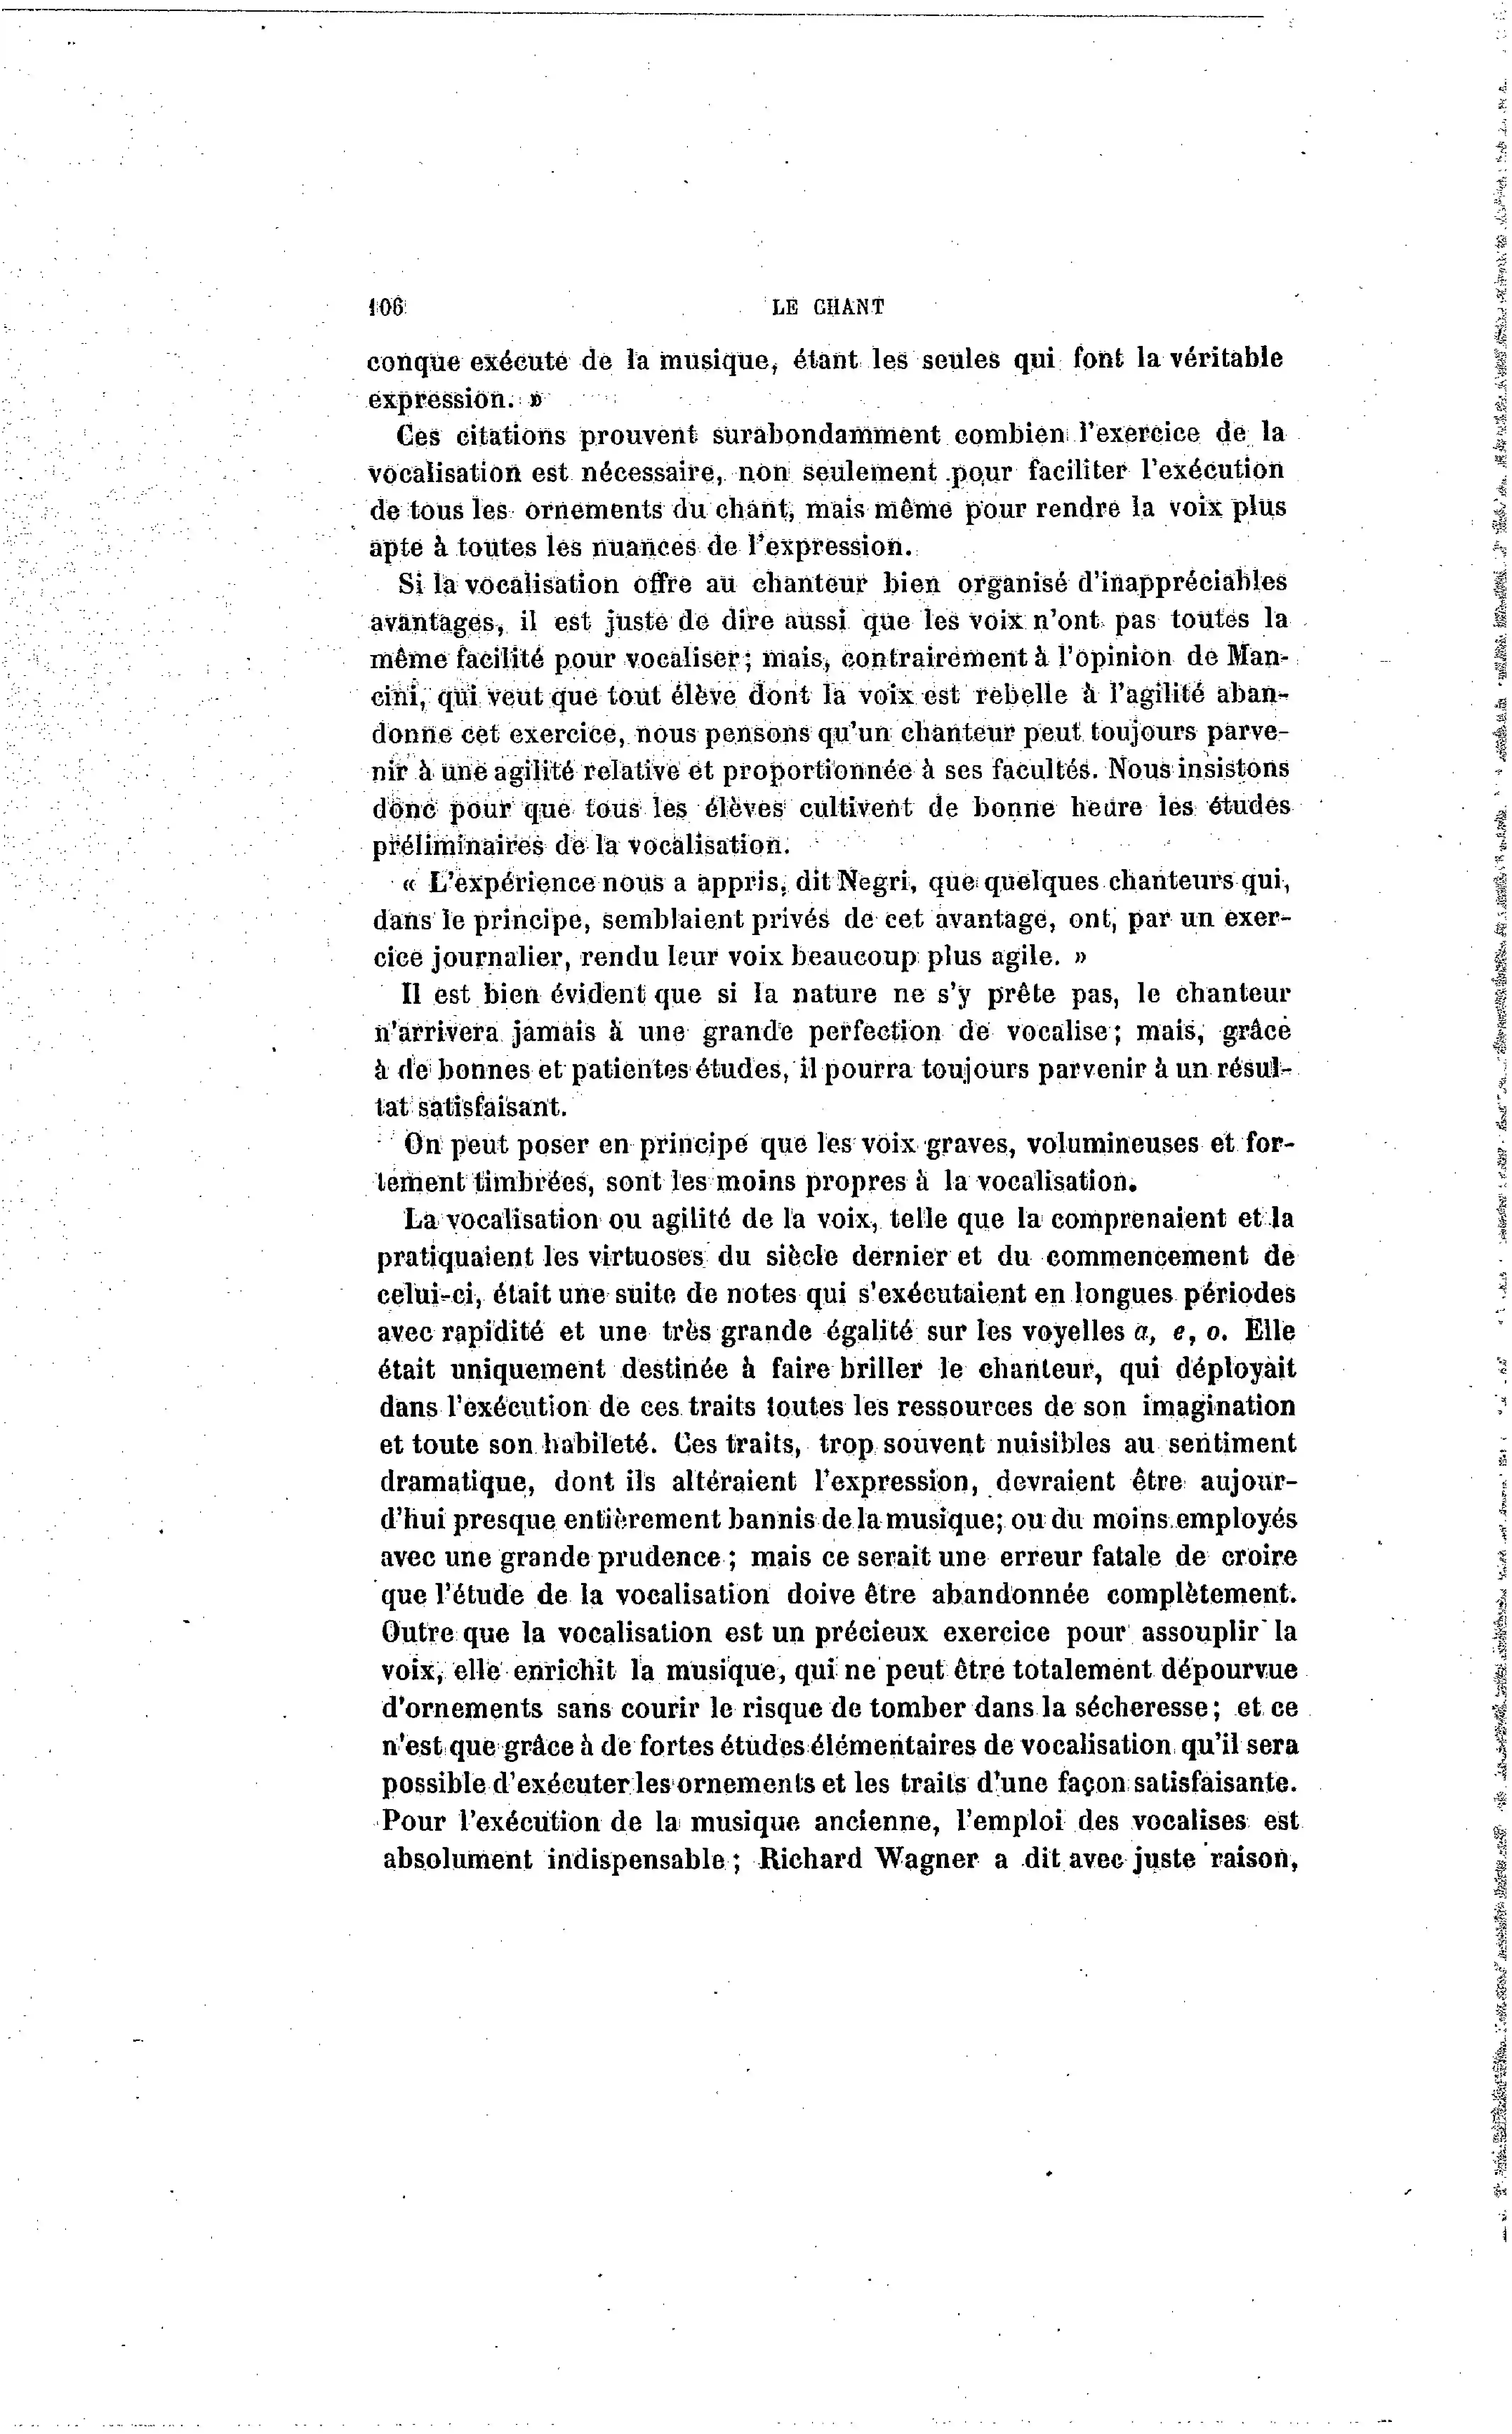 106
LE CHANT
conque exécute de la musique, étant les seules qui font la véritable
expression. »
Ces citations prouvent surabondamment combien l'exercice de la
vocalisation est nécessaire, non seulement pour faciliter l'exécution
de tous les ornements du chant, mais même pour rendre la voix plus
apte à toutes les nuances de l'expression.
Si la vocalisation offre au chanteur bien organisé d'inappréciables
avantages, il est juste de dire aussi que les voix n'ont pas toutes la
même facilité pour vocaliser; mais, contrairement à l'opinion de Man-
cini, qui veut que tout élève dont la voix est rebelle à l'agilité aban-
donne cet exercice, nous pensons qu'un chanteur peut toujours parve-
nir à une agilité relative et proportionnée à ses facultés. Nous insistons
donc pour que tous les élèves cultivent de bonne heure les études
préliminaires de la vocalisation.
« L'expérience nous a appris, dit Negri, que quelques chanteurs qui,
dans le principe, semblaient privés de cet avantage, ont, par un exer-
cice journalier, rendu leur voix beaucoup plus agile. »
Il est bien évident que si la nature ne s'y prête pas, le chanteur
n'arrivera jamais à une grande perfection de vocalise; mais, grâce
à de bonnes et patientes études, il pourra toujours parvenir à un résul-
tat satisfaisant.
On peut poser en principe que les voix graves, volumineuses et for-
tement timbrées, sont les moins propres à la vocalisation.
La vocalisation ou agilité de la voix, telle que la comprenaient et la
pratiquaient les virtuoses du siècle dernier et du commencement de
celui-ci, était une suite de notes qui s'exécutaient en longues périodes
avec rapidité et une très grande égalité sur les voyelles a, e, o. Elle
était uniquement destinée à faire briller le chanteur, qui déployait
dans l'exécution de ces traits toutes les ressources de son imagination
et toute son habileté. Ces traits, trop souvent nuisibles au sentiment
dramatique, dont ils altéraient l'expression, devraient être aujour-
d'hui presque entièrement bannis de la musique; ou du moins employés
avec une grande prudence; mais ce serait une erreur fatale de croire
que l'étude de la vocalisation doive être abandonnée complètement.
Outre que la vocalisation est un précieux exercice pour assouplir la
voix, elle enrichit la musique, qui ne peut être totalement dépourvue
d'ornements sans courir le risque de tomber dans la sécheresse; et ce
n'est que grâce à de fortes études élémentaires de vocalisation qu'il sera
possible d'exécuter les ornements et les traits d'une façon satisfaisante.
Pour l'exécution de la musique ancienne, l'emploi des vocalises est
absolument indispensable; Richard Wagner a dit avec juste raison,